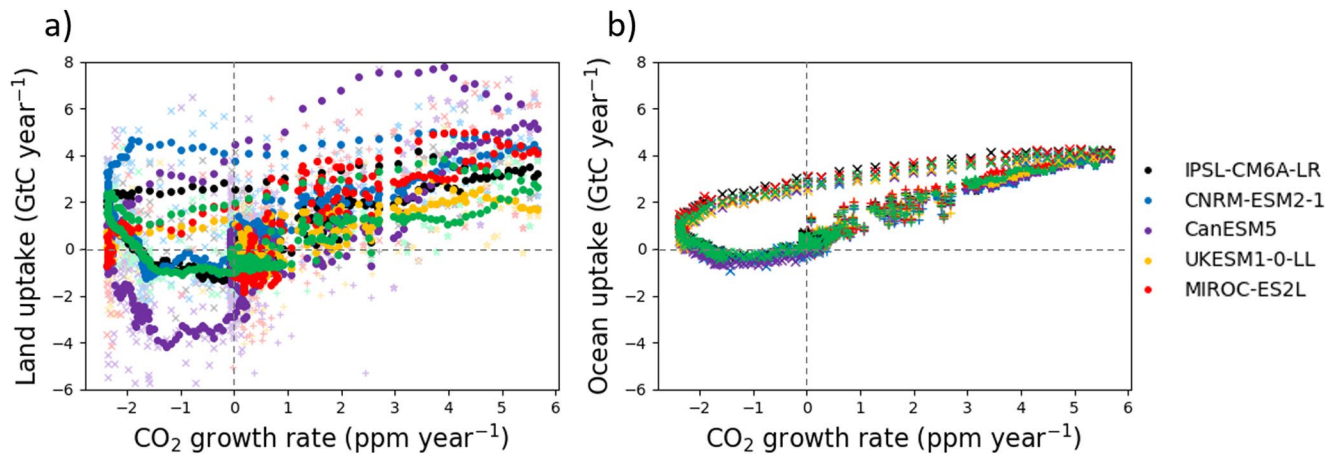 a)
Land uptake (GtC year⁻¹)
8
6
4
2
0
−2
−4
−6
−2 −1 0 1 2 3 4 5 6
CO₂ growth rate (ppm year⁻¹)
b)
Ocean uptake (GtC year⁻¹)
8
6
4
2
0
−2
−4
−6
−2 −1 0 1 2 3 4 5 6
CO₂ growth rate (ppm year⁻¹)
IPSL-CM6A-LR
CNRM-ESM2-1
CanESM5
UKESM1-0-LL
MIROC-ES2L